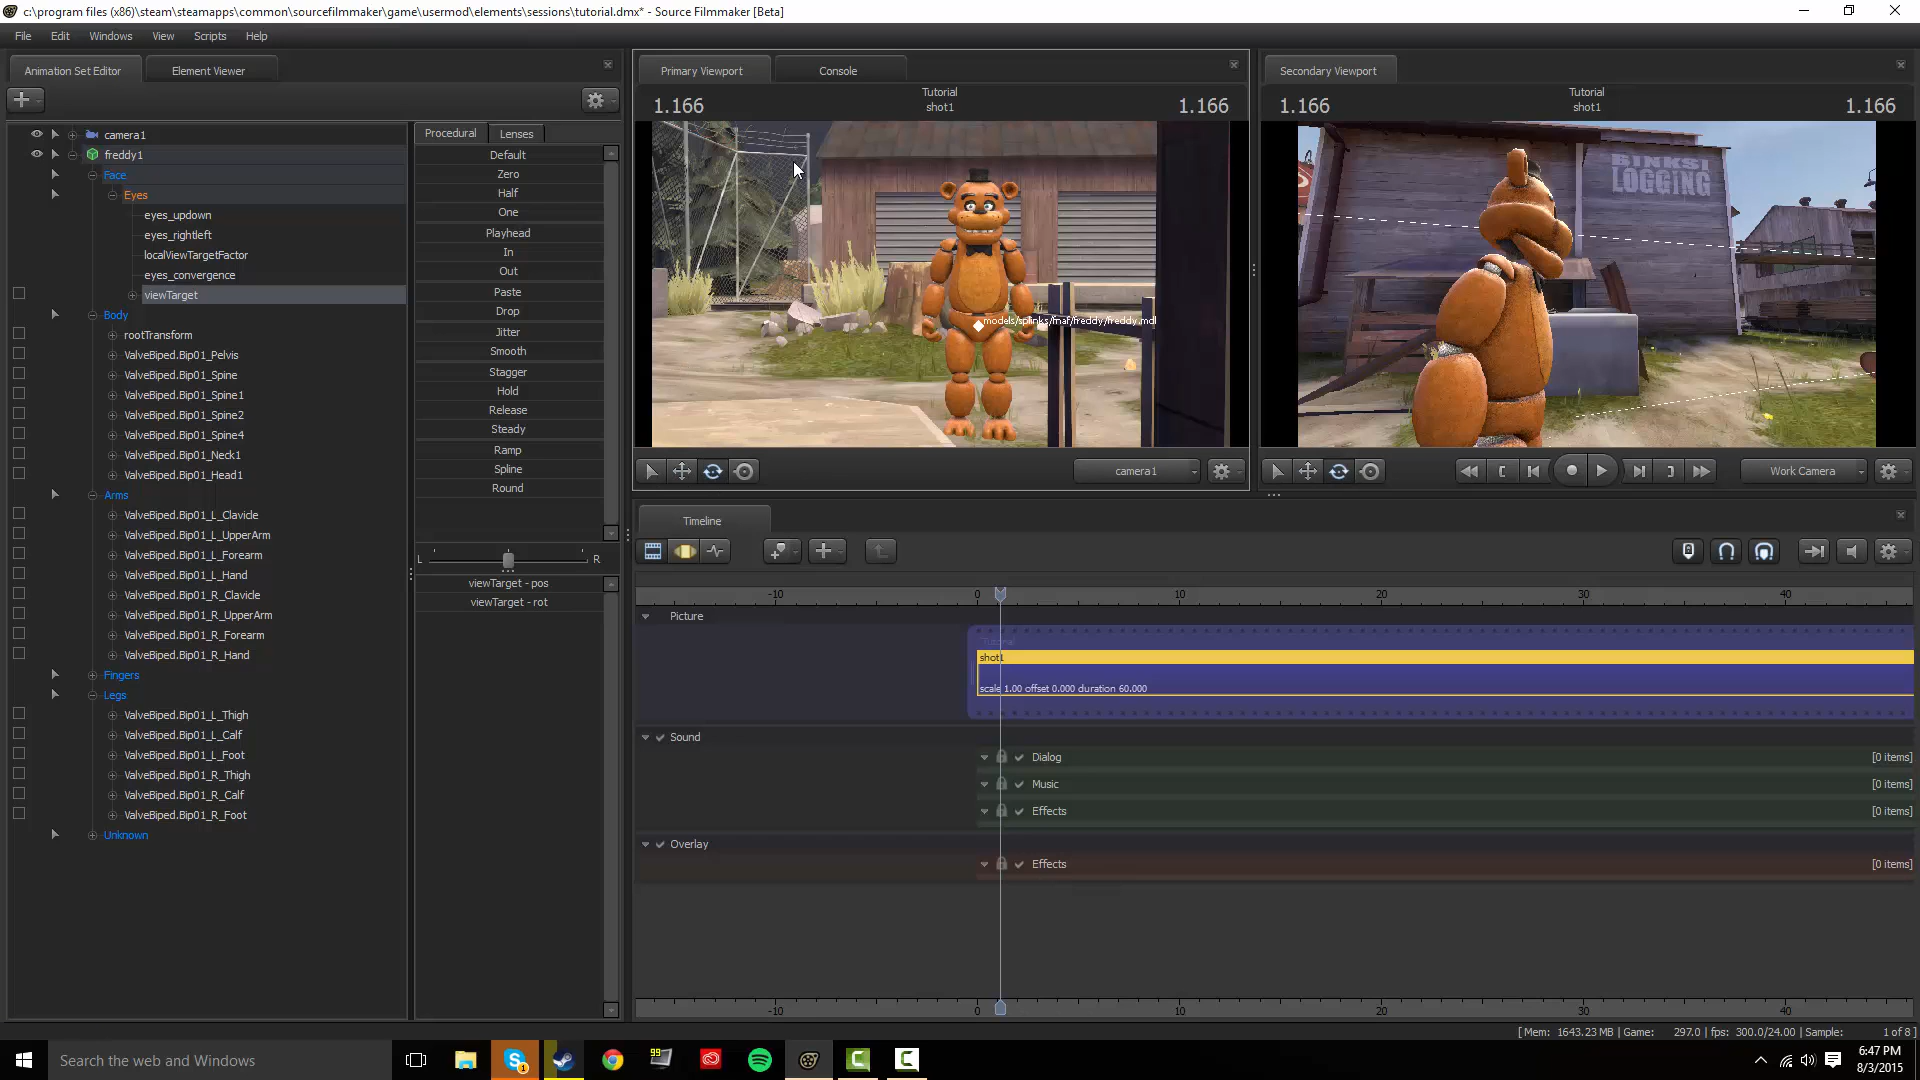 c:\program files (x86)\steam\steamapps\common\sourcefilmmaker\game\usermod\elements\sessions\tutorial.dmx* - Source Filmmaker [Beta]
File Edit Windows View Scripts Help
Animation Set Editor Element Viewer
camera1
freddy1
Face
Eyes
eyes_updown
eyes_rightleft
localViewTargetFactor
eyes_convergence
viewTarget
Body
rootTransform
ValveBiped.Bip01_Pelvis
ValveBiped.Bip01_Spine
ValveBiped.Bip01_Spine1
ValveBiped.Bip01_Spine2
ValveBiped.Bip01_Spine4
ValveBiped.Bip01_Neck1
ValveBiped.Bip01_Head1
Arms
ValveBiped.Bip01_L_Clavicle
ValveBiped.Bip01_L_UpperArm
ValveBiped.Bip01_L_Forearm
ValveBiped.Bip01_L_Hand
ValveBiped.Bip01_R_Clavicle
ValveBiped.Bip01_R_UpperArm
ValveBiped.Bip01_R_Forearm
ValveBiped.Bip01_R_Hand
Fingers
Legs
ValveBiped.Bip01_L_Thigh
ValveBiped.Bip01_L_Calf
ValveBiped.Bip01_L_Foot
ValveBiped.Bip01_R_Thigh
ValveBiped.Bip01_R_Calf
ValveBiped.Bip01_R_Foot
Unknown
Procedural Lenses
Default
Zero
Half
One
Playhead
In
Out
Paste
Drop
Jitter
Smooth
Stagger
Hold
Release
Steady
Ramp
Spline
Round
L R
viewTarget - pos
viewTarget - rot
Primary Viewport Console
Tutorial
1.166 shot1 1.166
models/splinks/fnaf/freddy/freddy.mdl
camera1
Secondary Viewport
Tutorial
1.166 shot1 1.166
BINKSI
LOGGING
Work Camera
Timeline
-10 0 10 20 30 40
Picture
Tutorial
shot1
scale 1.00 offset 0.000 duration 60.000
Sound
Dialog [0 items]
Music [0 items]
Effects [0 items]
Overlay
Effects [0 items]
-10 0 10 20 30 40
[ Mem: 1643.23 MB | Game: 297.0 | fps: 300.0/24.00 | Sample: 1 of 8 ]
Search the web and Windows
1
99
6:47 PM
8/3/2015